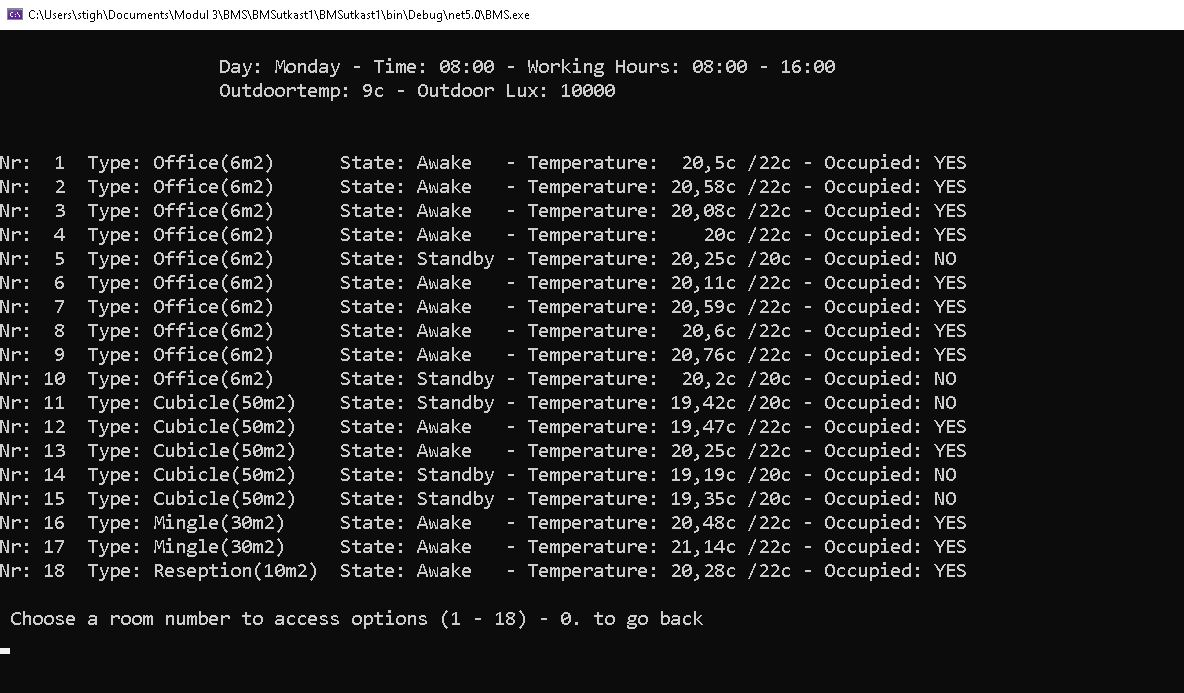 C:\Users\stigh\Documents\Modul 3\BMS\BMSutkast1\BMSutkast1\bin\Debug\net5.0\BMS.exe
Day: Monday - Time: 08:00 - Working Hours: 08:00 - 16:00
Outdoortemp: 9c - Outdoor Lux: 10000
Nr:  1  Type: Office(6m2)      State: Awake   - Temperature:  20,5c /22c - Occupied: YES
Nr:  2  Type: Office(6m2)      State: Awake   - Temperature: 20,58c /22c - Occupied: YES
Nr:  3  Type: Office(6m2)      State: Awake   - Temperature: 20,08c /22c - Occupied: YES
Nr:  4  Type: Office(6m2)      State: Awake   - Temperature:    20c /22c - Occupied: YES
Nr:  5  Type: Office(6m2)      State: Standby - Temperature: 20,25c /20c - Occupied: NO
Nr:  6  Type: Office(6m2)      State: Awake   - Temperature: 20,11c /22c - Occupied: YES
Nr:  7  Type: Office(6m2)      State: Awake   - Temperature: 20,59c /22c - Occupied: YES
Nr:  8  Type: Office(6m2)      State: Awake   - Temperature:  20,6c /22c - Occupied: YES
Nr:  9  Type: Office(6m2)      State: Awake   - Temperature: 20,76c /22c - Occupied: YES
Nr: 10  Type: Office(6m2)      State: Standby - Temperature:  20,2c /20c - Occupied: NO
Nr: 11  Type: Cubicle(50m2)    State: Standby - Temperature: 19,42c /20c - Occupied: NO
Nr: 12  Type: Cubicle(50m2)    State: Awake   - Temperature: 19,47c /22c - Occupied: YES
Nr: 13  Type: Cubicle(50m2)    State: Awake   - Temperature: 20,25c /22c - Occupied: YES
Nr: 14  Type: Cubicle(50m2)    State: Standby - Temperature: 19,19c /20c - Occupied: NO
Nr: 15  Type: Cubicle(50m2)    State: Standby - Temperature: 19,35c /20c - Occupied: NO
Nr: 16  Type: Mingle(30m2)     State: Awake   - Temperature: 20,48c /22c - Occupied: YES
Nr: 17  Type: Mingle(30m2)     State: Awake   - Temperature: 21,14c /22c - Occupied: YES
Nr: 18  Type: Reseption(10m2)  State: Awake   - Temperature: 20,28c /22c - Occupied: YES
Choose a room number to access options (1 - 18) - 0. to go back